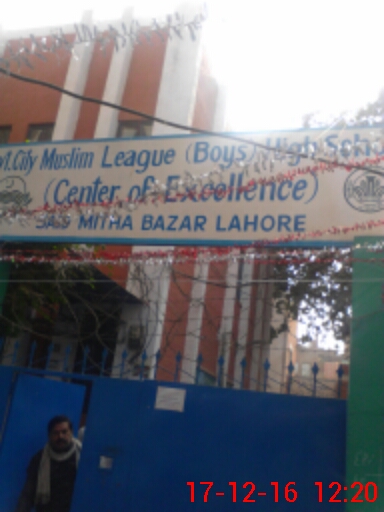 City Muslim League (Boys) High
(Center of Excellence)
MITHA BAZAR LAHORE
17-12-16 12:20